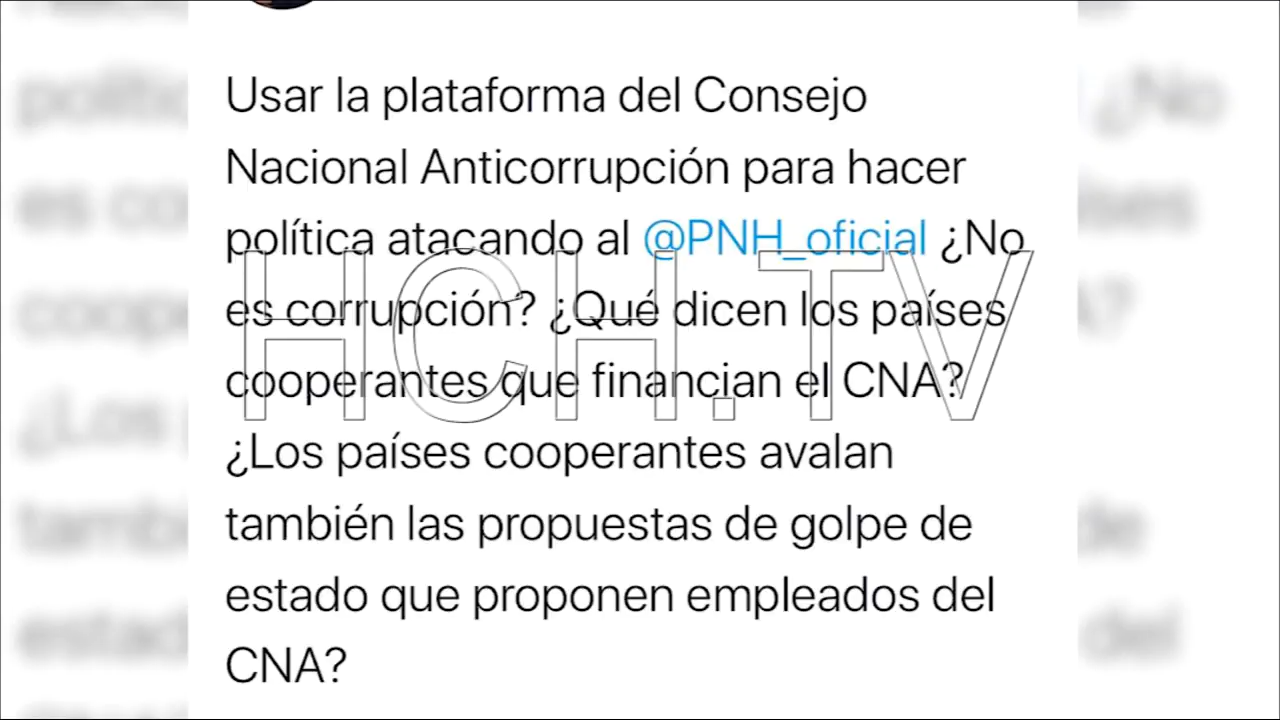 Usar la plataforma del Consejo
Nacional Anticorrupción para hacer
política atacando al @PNH_oficial ¿No
es corrupción? ¿Qué dicen los países
cooperantes que financian el CNA?
¿Los países cooperantes avalan
también las propuestas de golpe de
estado que proponen empleados del
CNA?
HCH.TV